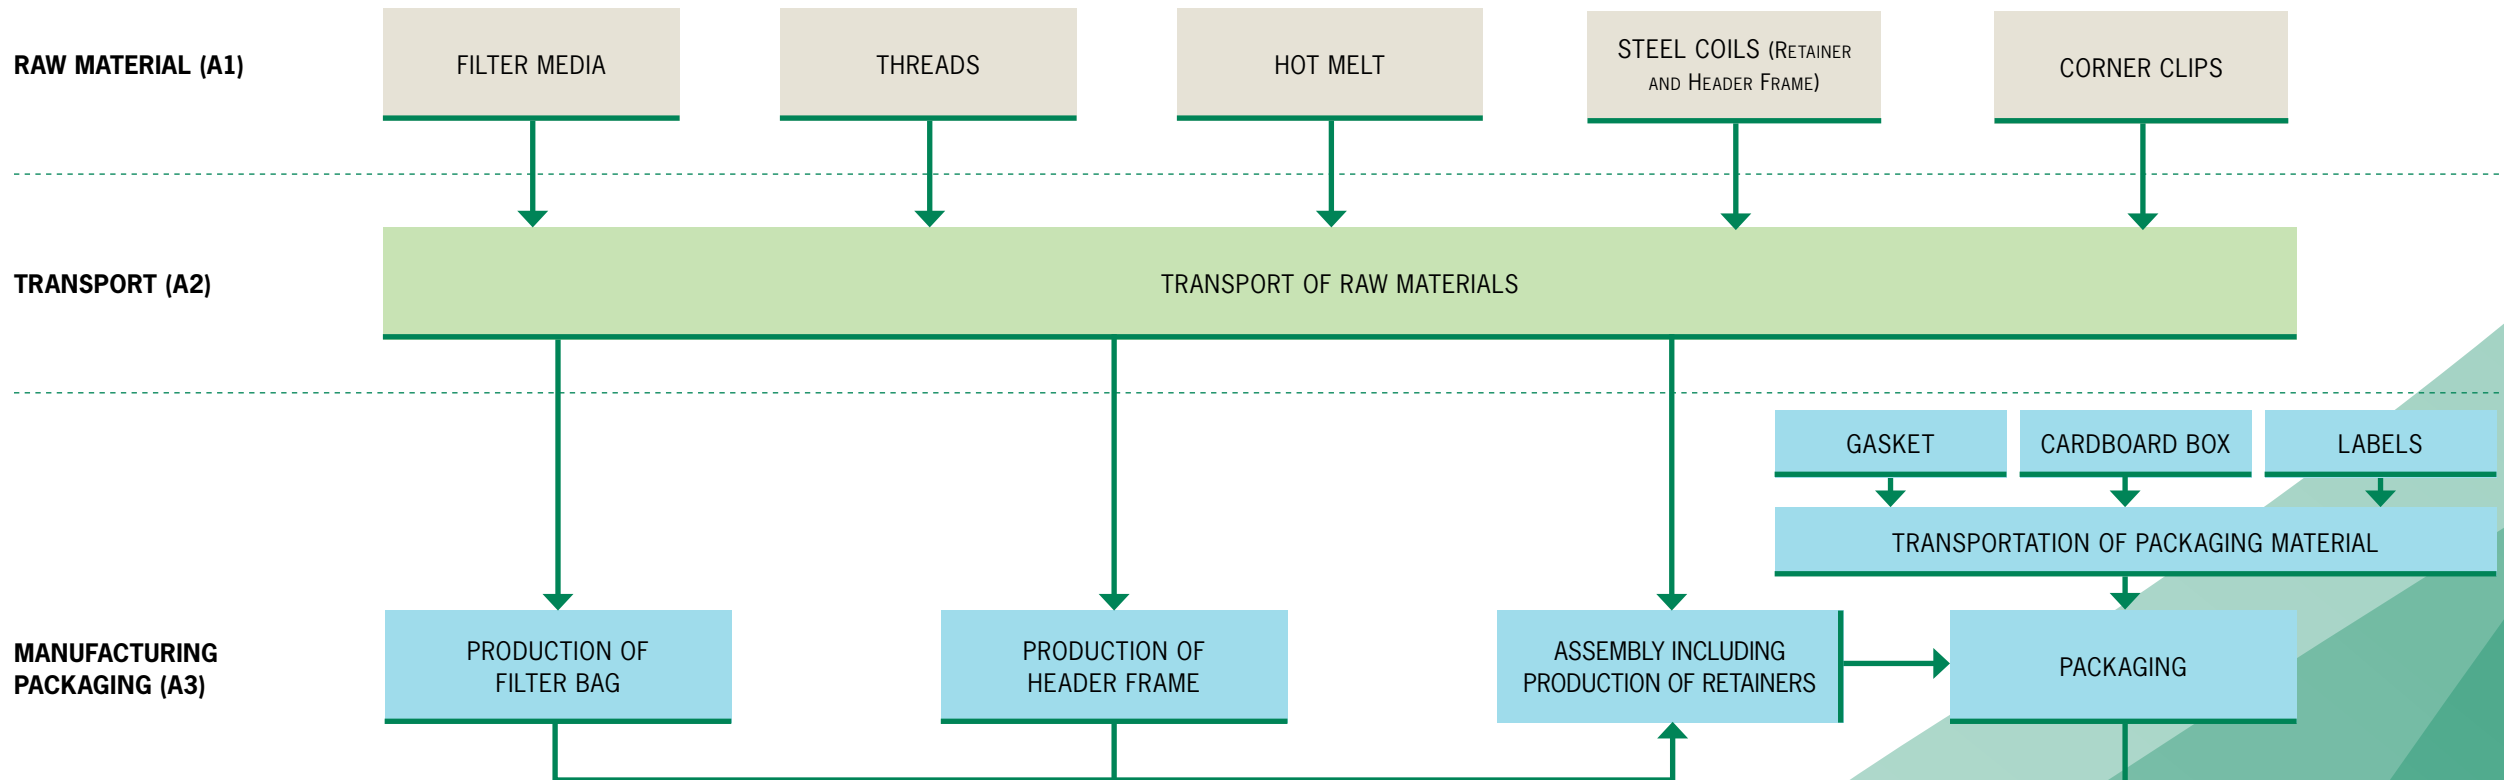 RAW MATERIAL (A1)
FILTER MEDIA
THREADS
HOT MELT
STEEL COILS (RETAINER
AND HEADER FRAME)
CORNER CLIPS
TRANSPORT (A2)
TRANSPORT OF RAW MATERIALS
GASKET
CARDBOARD BOX
LABELS
TRANSPORTATION OF PACKAGING MATERIAL
MANUFACTURING
PACKAGING (A3)
PRODUCTION OF
FILTER BAG
PRODUCTION OF
HEADER FRAME
ASSEMBLY INCLUDING
PRODUCTION OF RETAINERS
PACKAGING